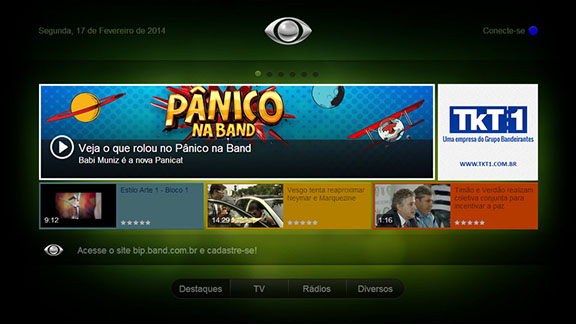 Segunda, 17 de Fevereiro de 2014
Conecte-se
PÂNICO
NA BAND
Veja o que rolou no Pânico na Band
Babi Muniz é a nova Panicat
TKT:1
Uma empresa do Grupo Bandeirantes
WWW.TKT1.COM.BR
Estilo Arte 1 - Bloco 1
9:12
Vesgo tenta reaproximar
Neymar e Marquezine
14:29
Timão e Verdão realizam
coletiva conjunta para
incentivar a paz
1:16
Acesse o site bip.band.com.br e cadastre-se!
Destaques
TV
Rádios
Diversos